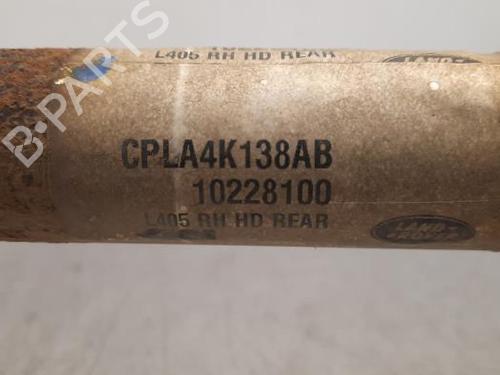 B-PARTS
L405 RH HD REAR
CPLA4K138AB
10228100
L405 RH HD REAR
LAND
ROVER